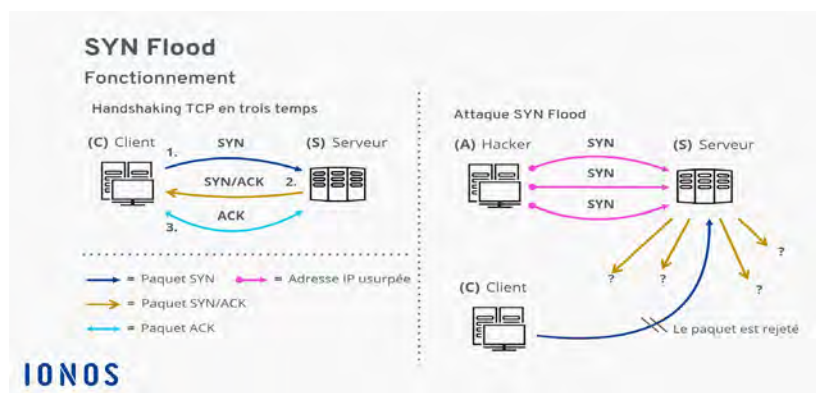 SYN Flood
Fonctionnement
Handshaking TCP en trois temps
(C) Client
SYN
(S) Serveur
1.
SYN/ACK
2.
ACK
3.
= Paquet SYN
= Adresse IP usurpée
= Paquet SYN/ACK
= Paquet ACK
Attaque SYN Flood
(A) Hacker
SYN
(S) Serveur
SYN
SYN
?
?
?
?
(C) Client
Le paquet est rejeté
IONOS